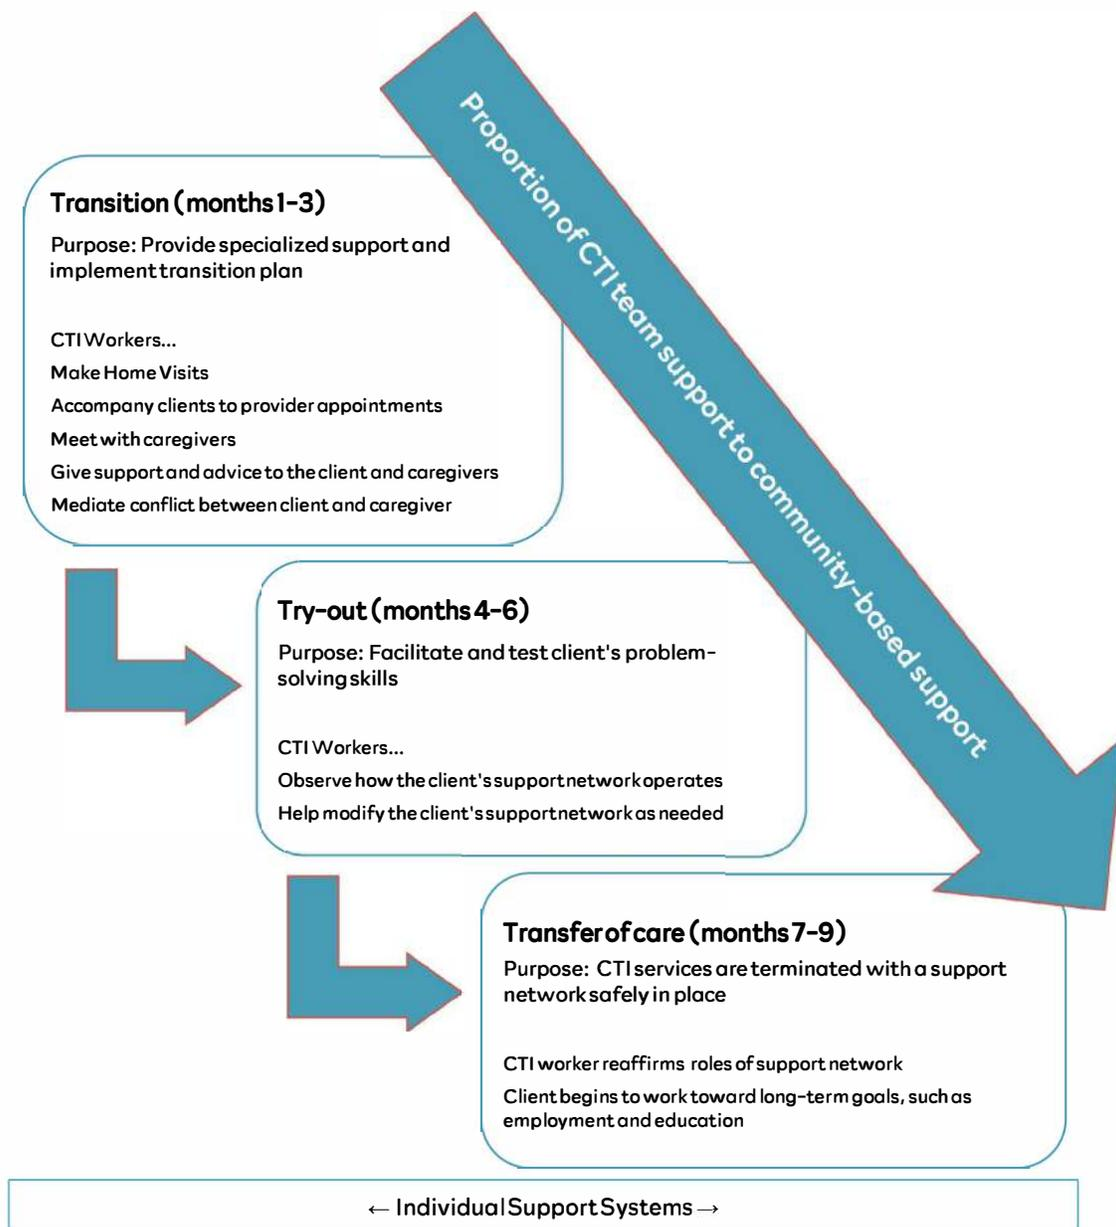 Proportion of CTI team support to community-based support
Transition (months 1-3)
Purpose: Provide specialized support and
implement transition plan
CTI Workers...
Make Home Visits
Accompany clients to provider appointments
Meet with caregivers
Give support and advice to the client and caregivers
Mediate conflict between client and caregiver
Try-out (months 4-6)
Purpose: Facilitate and test client's problem-
solving skills
CTI Workers...
Observe how the client's support network operates
Help modify the client's support network as needed
Transfer of care (months 7-9)
Purpose: CTI services are terminated with a support
network safely in place
CTI worker reaffirms roles of support network
Client begins to work toward long-term goals, such as
employment and education
← Individual Support Systems →